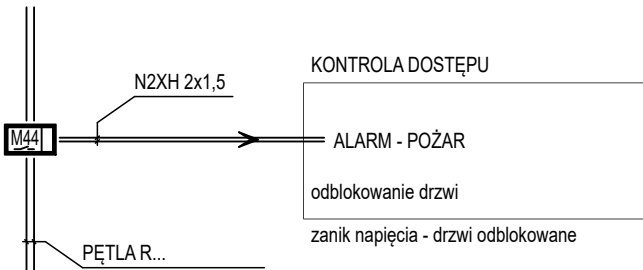 KONTROLA DOSTĘPU
N2XH 2x1,5
M44
ALARM - POŻAR
odblokowanie drzwi
zanik napięcia - drzwi odblokowane
PĘTLA R...